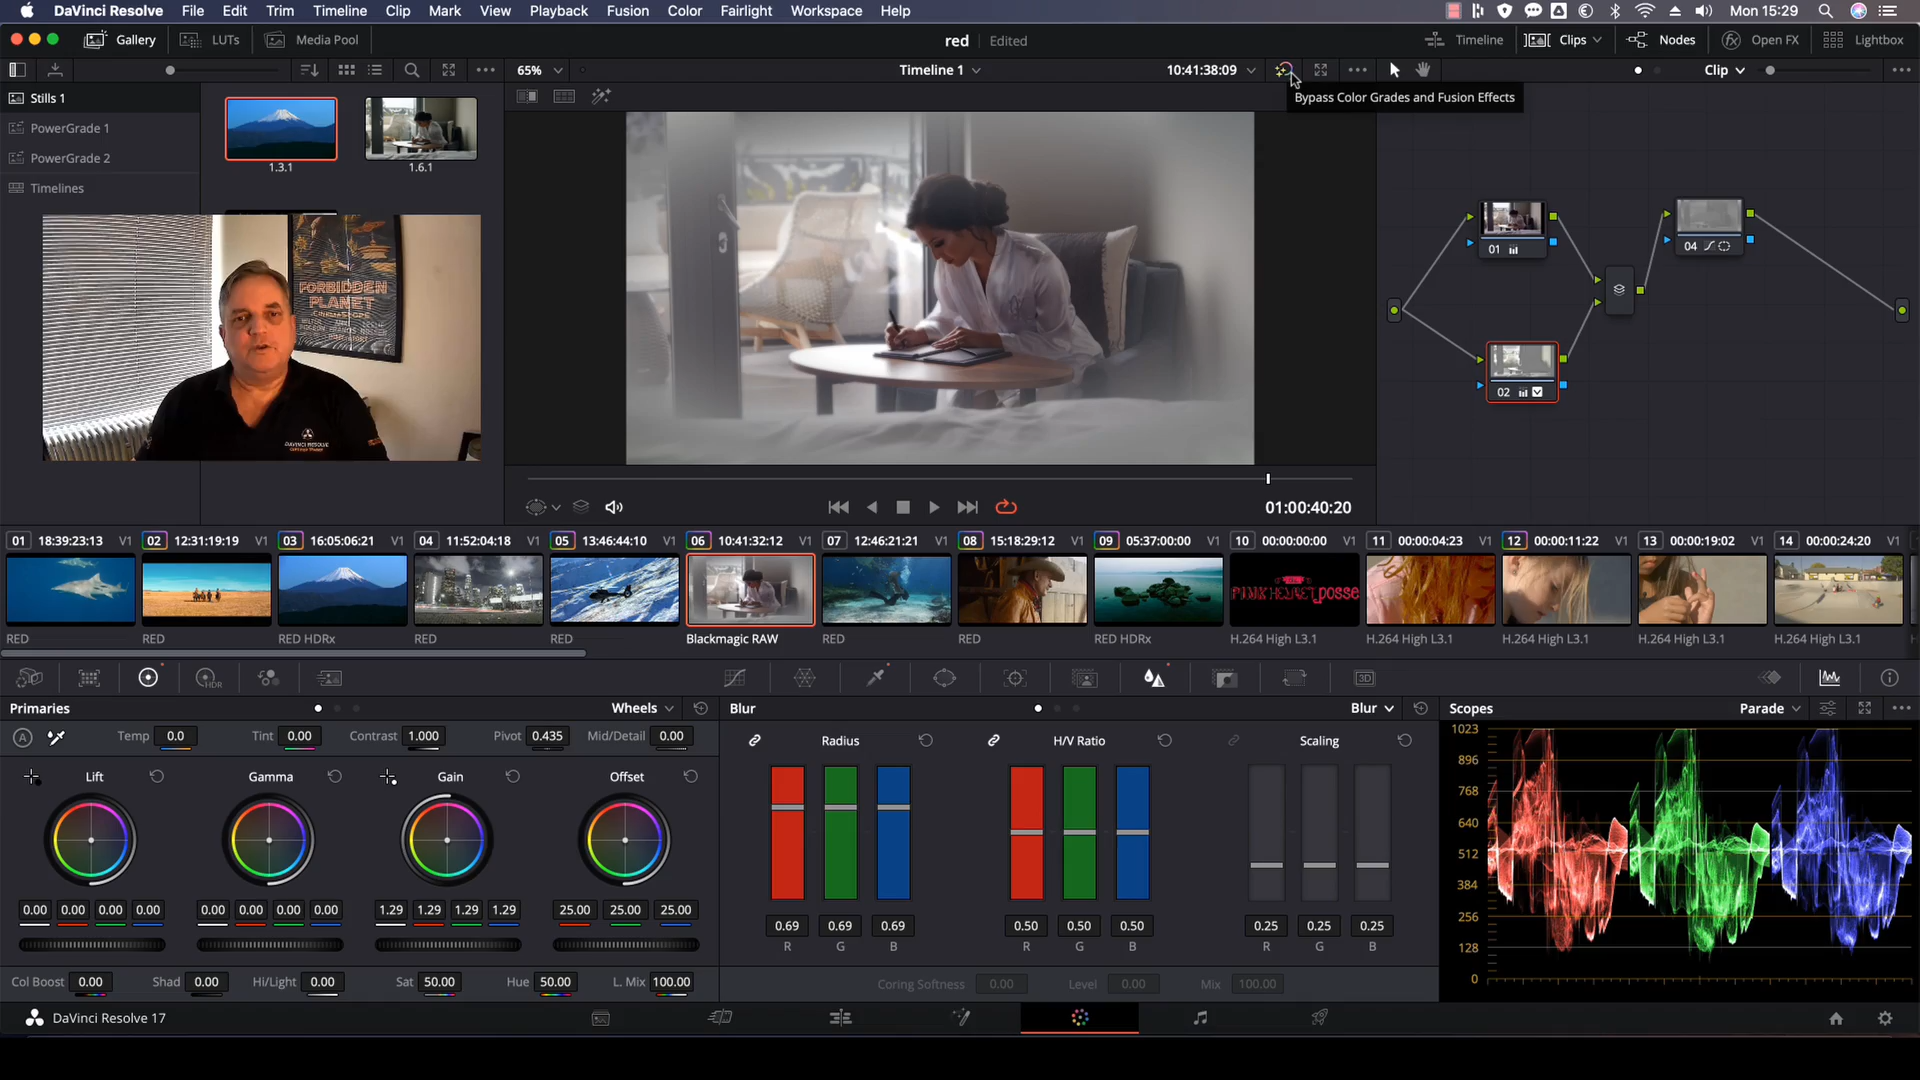 DaVinci Resolve File Edit Trim Timeline Clip Mark View Playback Fusion Color Fairlight Workspace Help Mon 15:29
Gallery LUTs Media Pool red Edited Timeline Clips Nodes Open FX Lightbox
65% Timeline 1 10:41:38:09 Clip
Bypass Color Grades and Fusion Effects
Stills 1
PowerGrade 1
PowerGrade 2
Timelines
1.3.1 1.6.1
FORBIDDEN
PLANET
CINEMASCOPE
DAVINCI RESOLVE
01
02
04
01:00:40:20
01 18:39:23:13 V1 02 12:31:19:19 V1 03 16:05:06:21 V1 04 11:52:04:18 V1 05 13:46:44:10 V1 06 10:41:32:12 V1 07 12:46:21:21 V1 08 15:18:29:12 V1 09 05:37:00:00 V1 10 00:00:00:00 V1 11 00:00:04:23 V1 12 00:00:11:22 V1 13 00:00:19:02 V1 14 00:00:24:20 V1
RED RED RED HDRx RED RED Blackmagic RAW RED RED RED HDRx H.264 High L3.1 H.264 High L3.1 H.264 High L3.1 H.264 High L3.1 H.264 High L3.1
HDR 3D
Primaries Wheels Blur Blur Scopes Parade
A Temp 0.0 Tint 0.00 Contrast 1.000 Pivot 0.435 Mid/Detail 0.00
Lift Gamma Gain Offset
0.00 0.00 0.00 0.00 0.00 0.00 0.00 0.00 1.29 1.29 1.29 1.29 25.00 25.00 25.00
Col Boost 0.00 Shad 0.00 Hi/Light 0.00 Sat 50.00 Hue 50.00 L. Mix 100.00
Radius H/V Ratio Scaling
0.69 0.69 0.69 0.50 0.50 0.50 0.25 0.25 0.25
R G B R G B R G B
Coring Softness 0.00 Level 0.00 Mix 100.00
1023
896
768
640
512
384
256
128
0
DaVinci Resolve 17